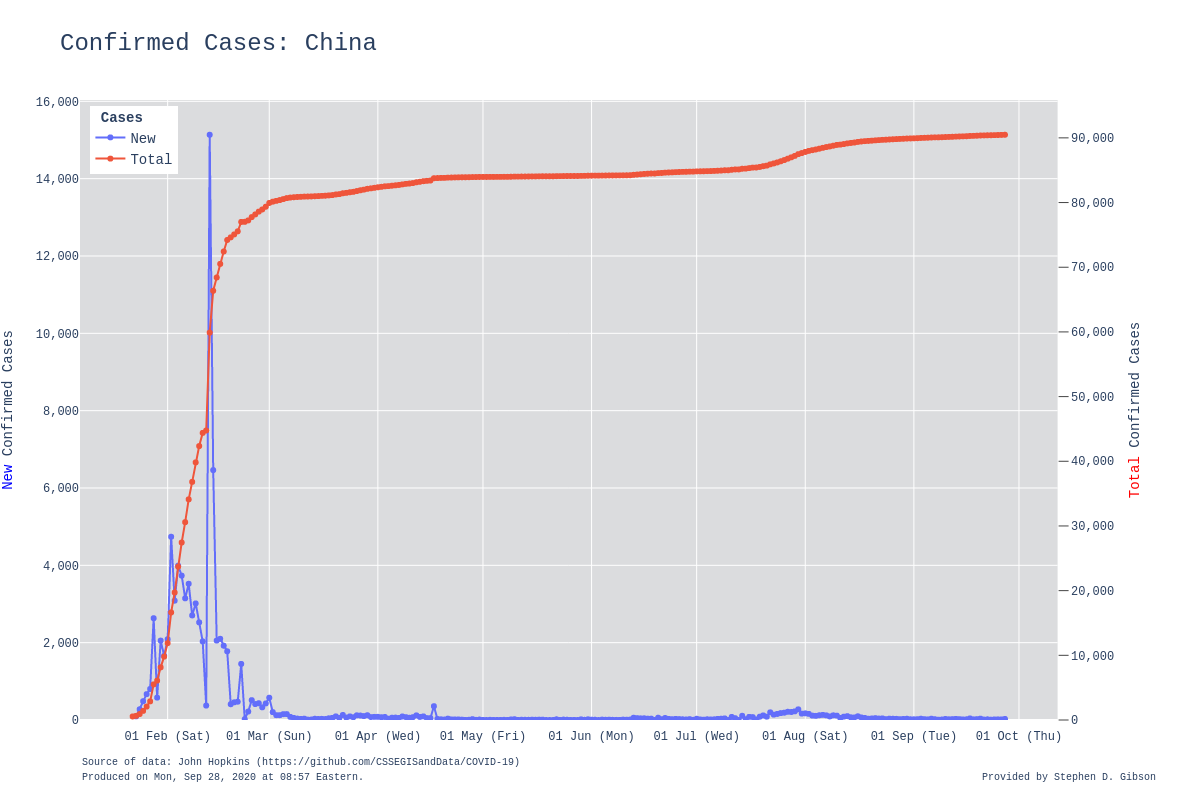 Confirmed Cases: China
Cases
New
Total
16,000
14,000
12,000
10,000
8,000
6,000
4,000
2,000
0
New Confirmed Cases
90,000
80,000
70,000
60,000
50,000
40,000
30,000
20,000
10,000
0
Total Confirmed Cases
01 Feb (Sat)
01 Mar (Sun)
01 Apr (Wed)
01 May (Fri)
01 Jun (Mon)
01 Jul (Wed)
01 Aug (Sat)
01 Sep (Tue)
01 Oct (Thu)
Source of data: John Hopkins (https://github.com/CSSEGISandData/COVID-19)
Produced on Mon, Sep 28, 2020 at 08:57 Eastern.
Provided by Stephen D. Gibson